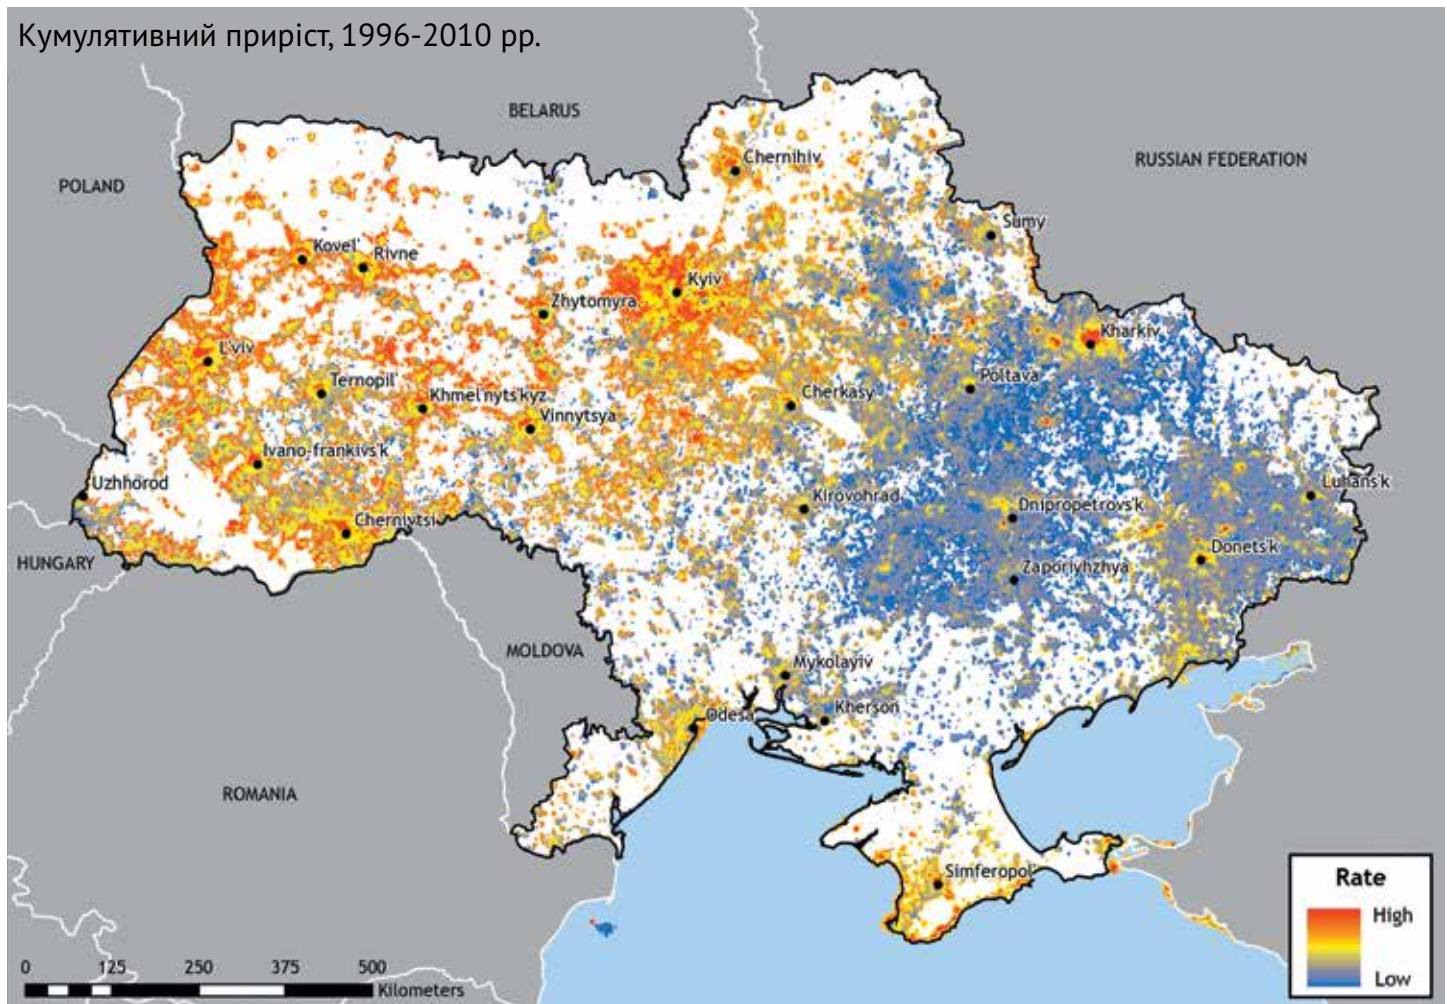 Кумулятивний приріст, 1996-2010 рр.
BELARUS
RUSSIAN FEDERATION
POLAND
Chernihiv
Sumy
Kovel'
Rivne
Kyiv
Zhytomyra
Kharkiv
L'viv
Ternopil'
Poltava
Khmel'nyts'kyz
Cherkasy
Vinnytsya
Ivano-frankivs'k
Uzhhorod
Luhans'k
Kirovohrad
Dnipropetrovs'k
Chernivtsi
Donets'k
HUNGARY
Zaporivhzhya
MOLDOVA
Mykolayiv
Kherson
Odesa
ROMANIA
Simferopol'
Rate
High
Low
0 125 250 375 500
Kilometers